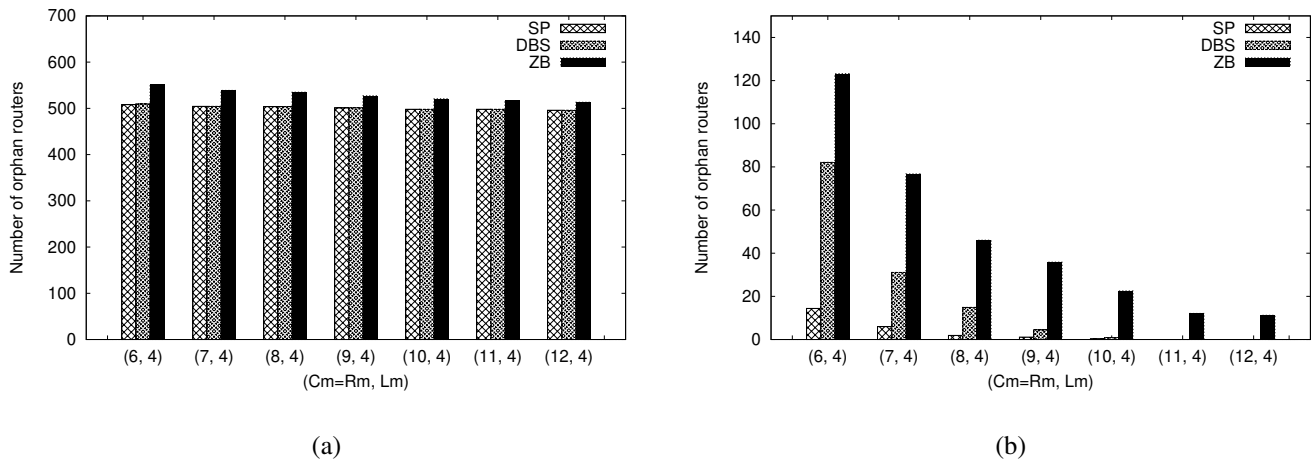 700
600
500
400
300
200
100
0
Number of orphan routers
SP
DBS
ZB
(6, 4) (7, 4) (8, 4) (9, 4) (10, 4) (11, 4) (12, 4)
(Cm=Rm, Lm)
(a)
140
120
100
80
60
40
20
0
Number of orphan routers
SP
DBS
ZB
(6, 4) (7, 4) (8, 4) (9, 4) (10, 4) (11, 4) (12, 4)
(Cm=Rm, Lm)
(b)